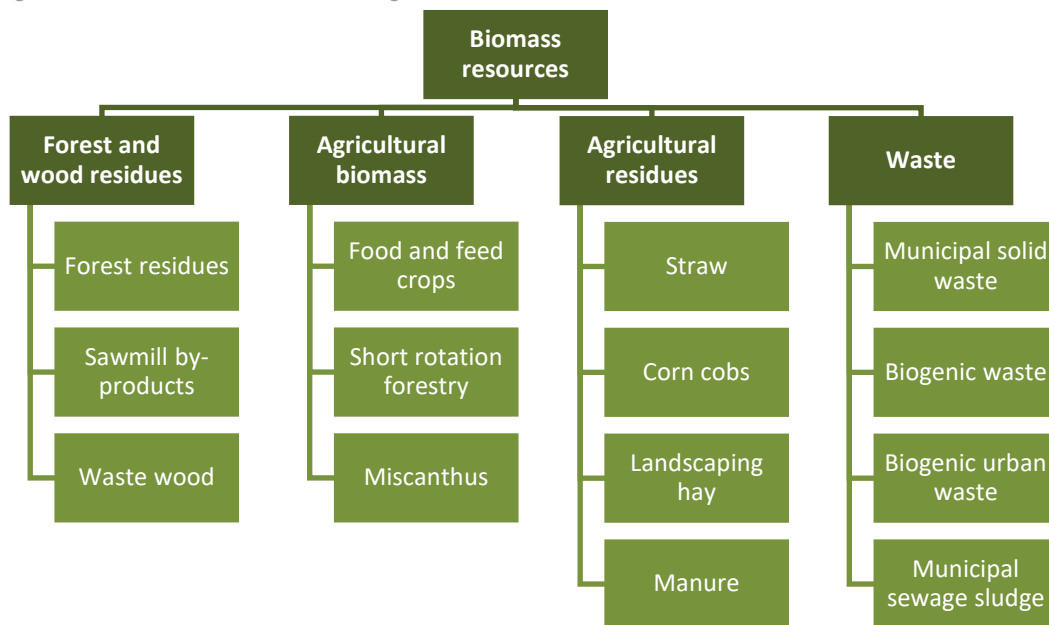 Biomass
resources
Forest and
wood residues
Agricultural
biomass
Agricultural
residues
Waste
Forest residues
Food and feed
crops
Straw
Municipal solid
waste
Sawmill by-
products
Short rotation
forestry
Corn cobs
Biogenic waste
Waste wood
Miscanthus
Landscaping
hay
Biogenic urban
waste
Manure
Municipal
sewage sludge